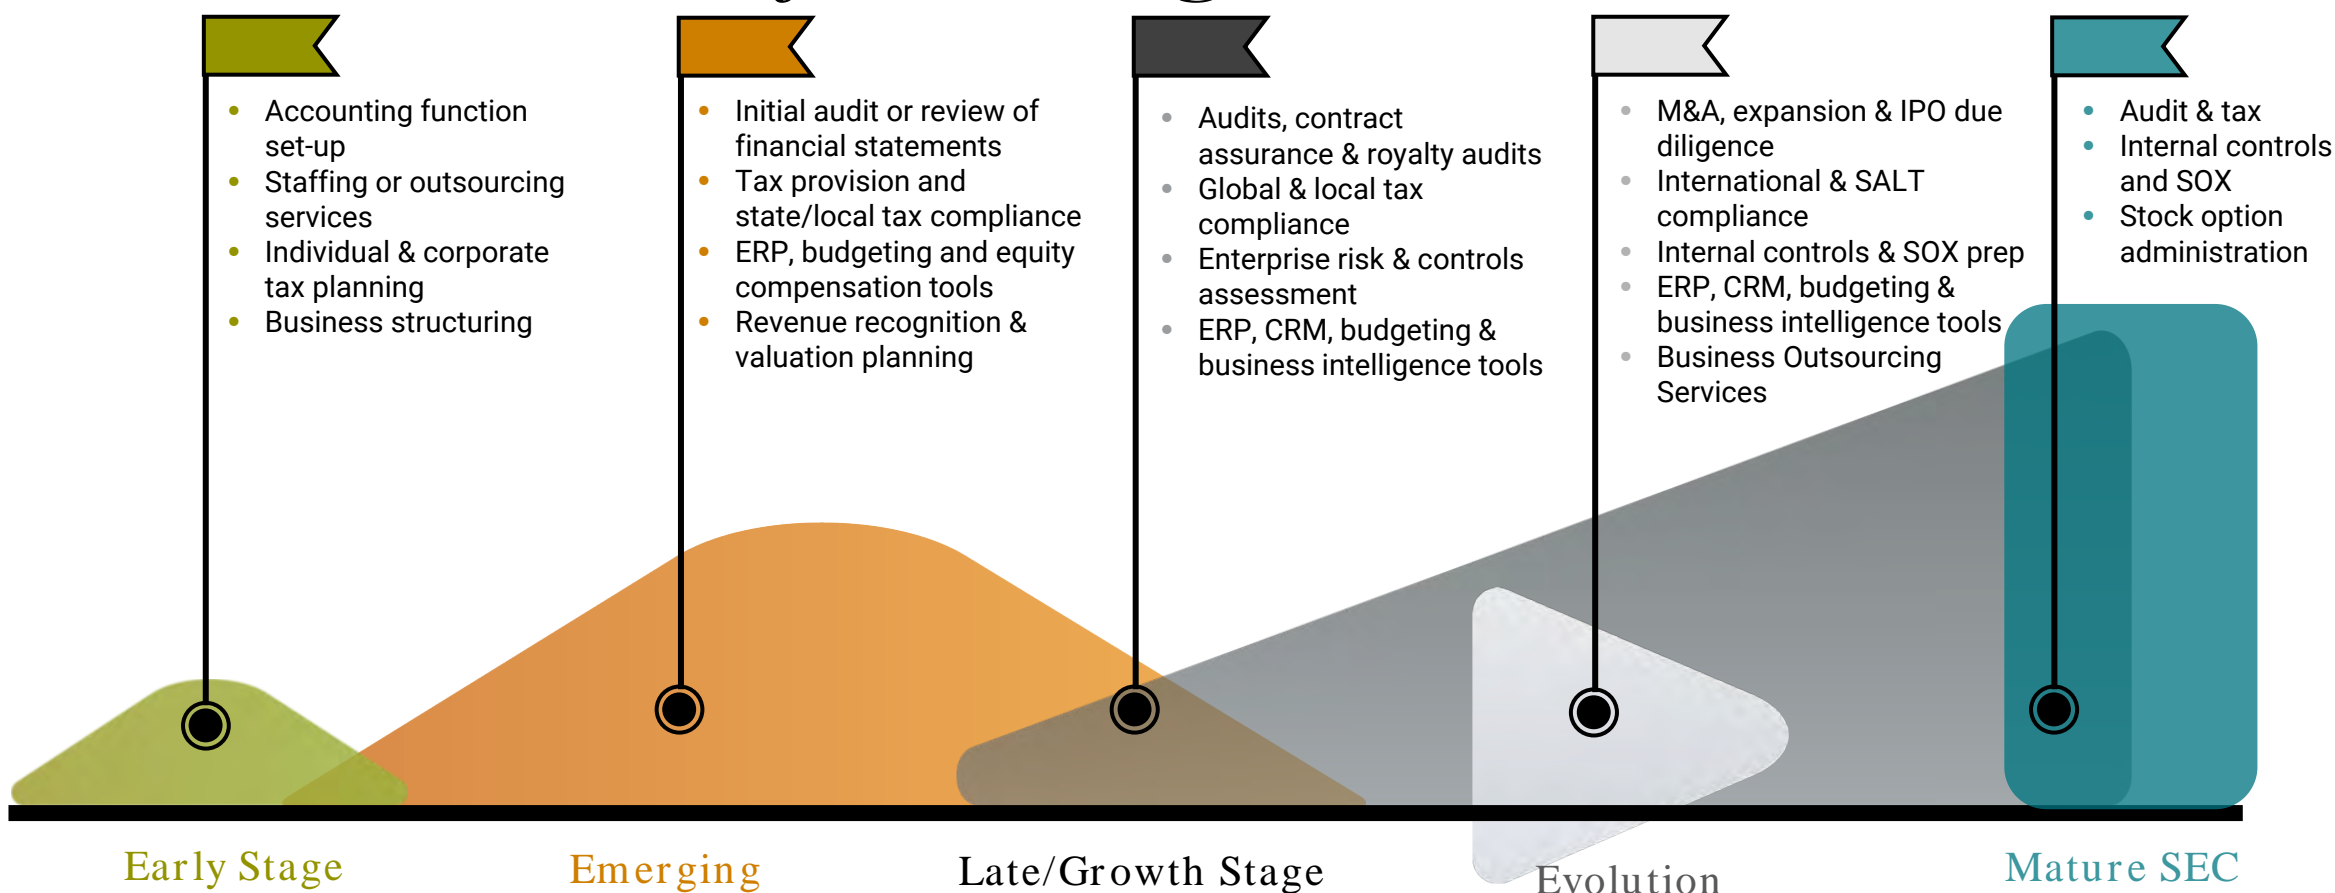 Accounting function
set-up
Staffing or outsourcing
services
Individual & corporate
tax planning
Business structuring
Initial audit or review of
financial statements
Tax provision and
state/local tax compliance
ERP, budgeting and equity
compensation tools
Revenue recognition &
valuation planning
Audits, contract
assurance & royalty audits
Global & local tax
compliance
Enterprise risk & controls
assessment
ERP, CRM, budgeting &
business intelligence tools
M&A, expansion & IPO due
diligence
International & SALT
compliance
Internal controls & SOX prep
ERP, CRM, budgeting &
business intelligence tools
Business Outsourcing
Services
Audit & tax
Internal controls
and SOX
Stock option
administration
Early Stage
Emerging
Late/Growth Stage
Evolution
Mature SEC